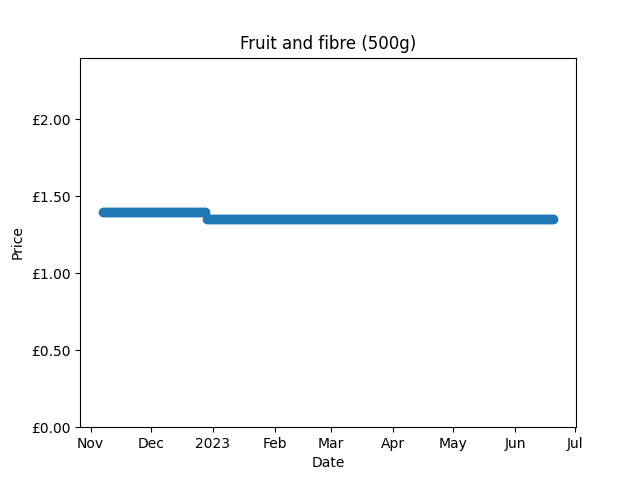 Fruit and fibre (500g)
£2.00
£1.50
£1.00
£0.50
£0.00
Price
Nov Dec 2023 Feb Mar Apr May Jun Jul
Date